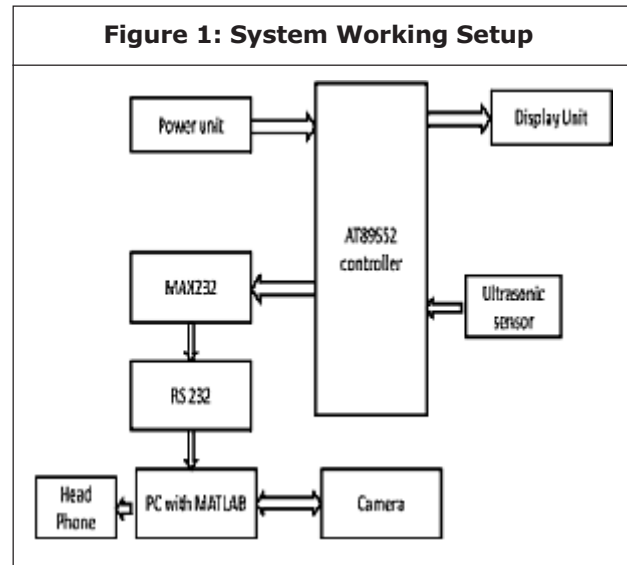 Figure 1: System Working Setup
Power unit
Display Unit
AT89S52
controller
MAX232
Ultrasonic
sensor
RS 232
Head
Phone
PC with MATLAB
Camera